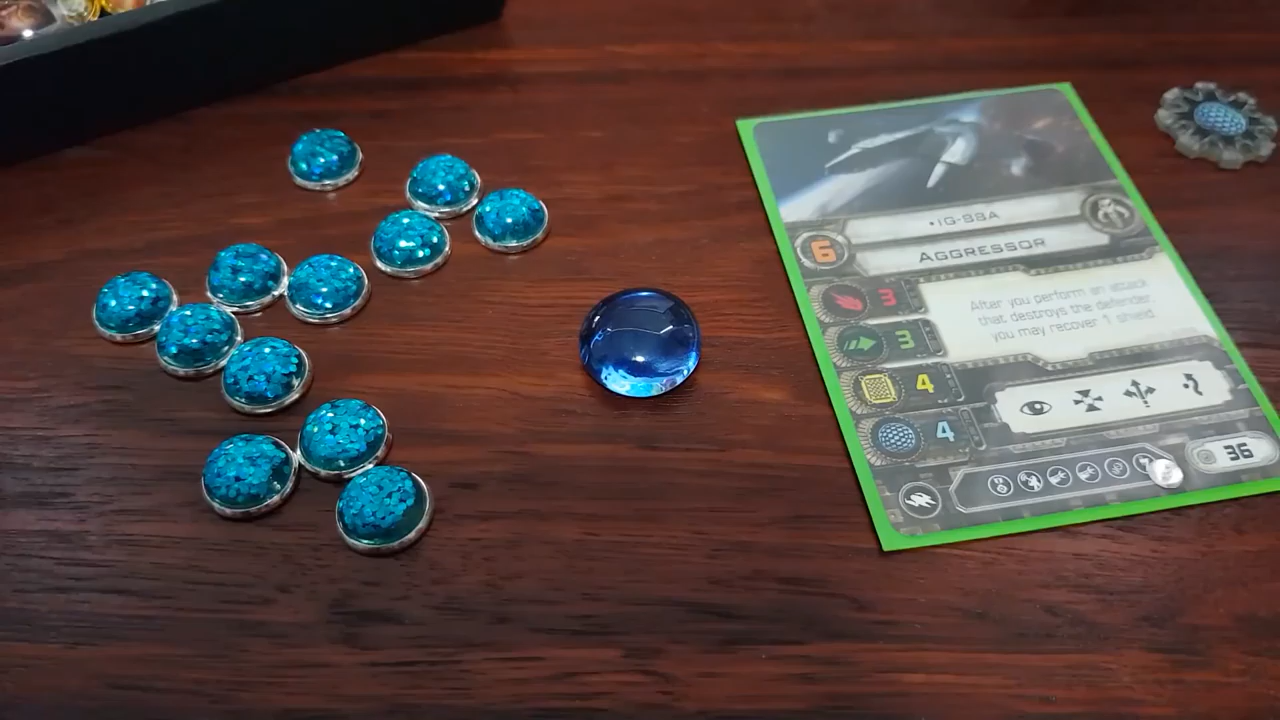 •IG-88A
6
AGGRESSOR
3
After you perform an attack
that destroys the defender,
you may recover 1 shield.
3
4
4
36